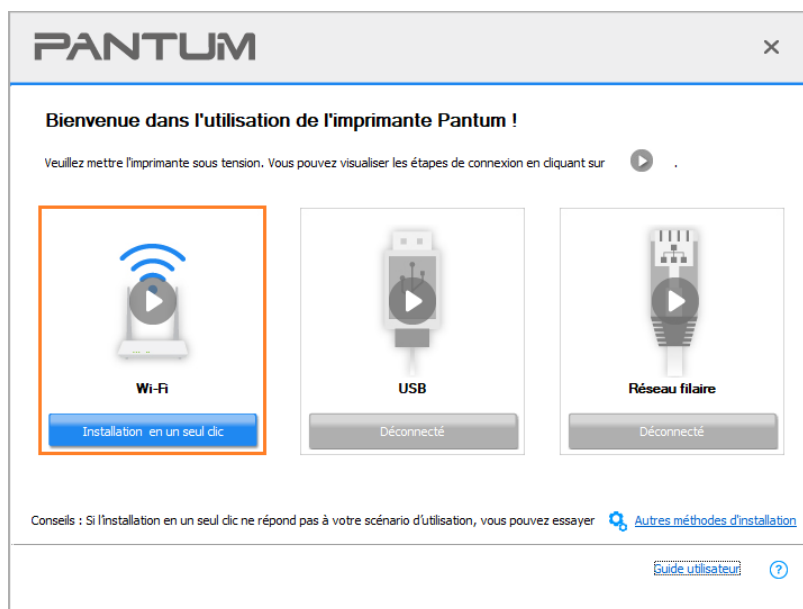 PANTUM
Bienvenue dans l'utilisation de l'imprimante Pantum !
Veuillez mettre l'imprimante sous tension. Vous pouvez visualiser les étapes de connexion en cliquant sur .
Wi-Fi
USB
Réseau filaire
Installation en un seul clic
Déconnecté
Déconnecté
Conseils : Si l'installation en un seul clic ne répond pas à votre scénario d'utilisation, vous pouvez essayer Autres méthodes d'installation
Guide utilisateur ?